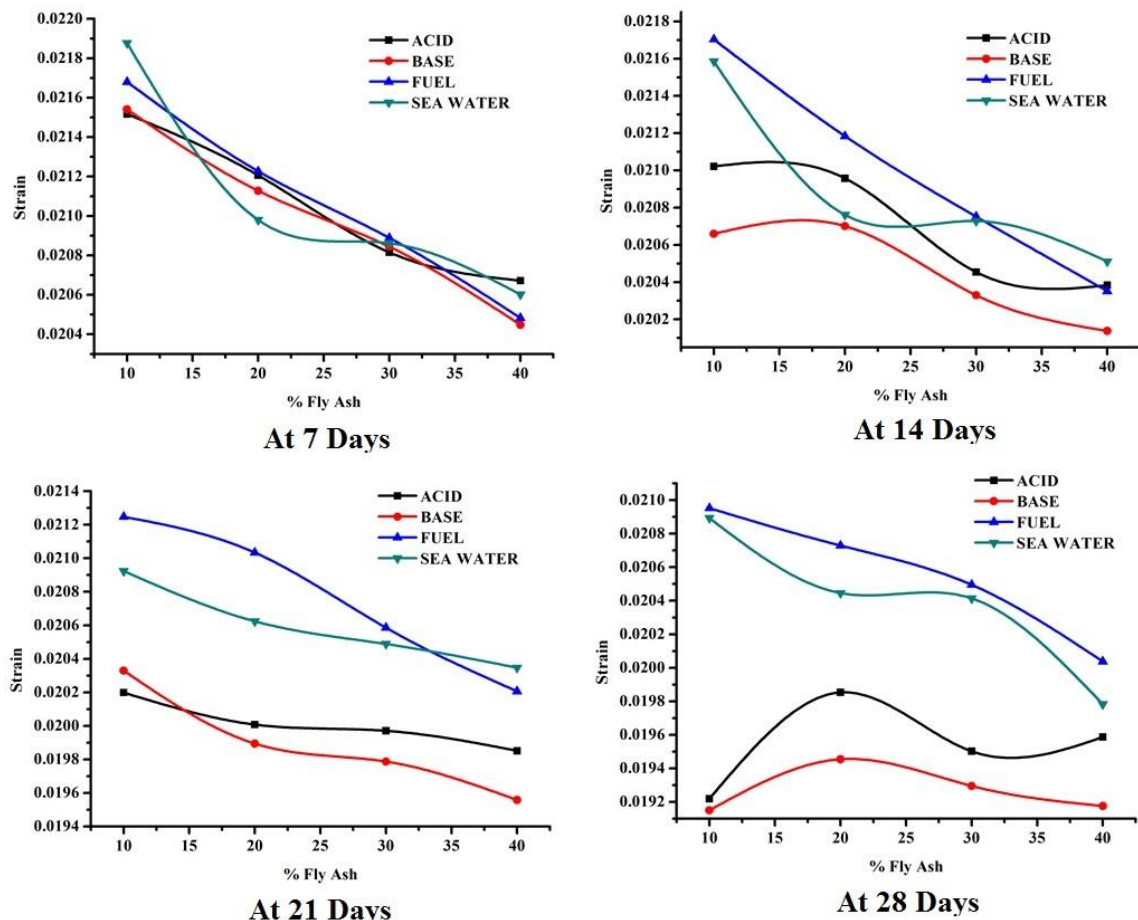 0.0220
0.0218
0.0216
0.0214
0.0212
0.0210
0.0208
0.0206
0.0204
Strain
ACID
BASE
FUEL
SEA WATER
10 15 20 25 30 35 40
% Fly Ash
At 7 Days
0.0218
0.0216
0.0214
0.0212
0.0210
0.0208
0.0206
0.0204
0.0202
Strain
ACID
BASE
FUEL
SEA WATER
10 15 20 25 30 35 40
% Fly Ash
At 14 Days
0.0214
0.0212
0.0210
0.0208
0.0206
0.0204
0.0202
0.0200
0.0198
0.0196
0.0194
Strain
ACID
BASE
FUEL
SEA WATER
10 15 20 25 30 35 40
% Fly Ash
At 21 Days
0.0210
0.0208
0.0206
0.0204
0.0202
0.0200
0.0198
0.0196
0.0194
0.0192
Strain
ACID
BASE
FUEL
SEA WATER
10 15 20 25 30 35 40
% Fly Ash
At 28 Days